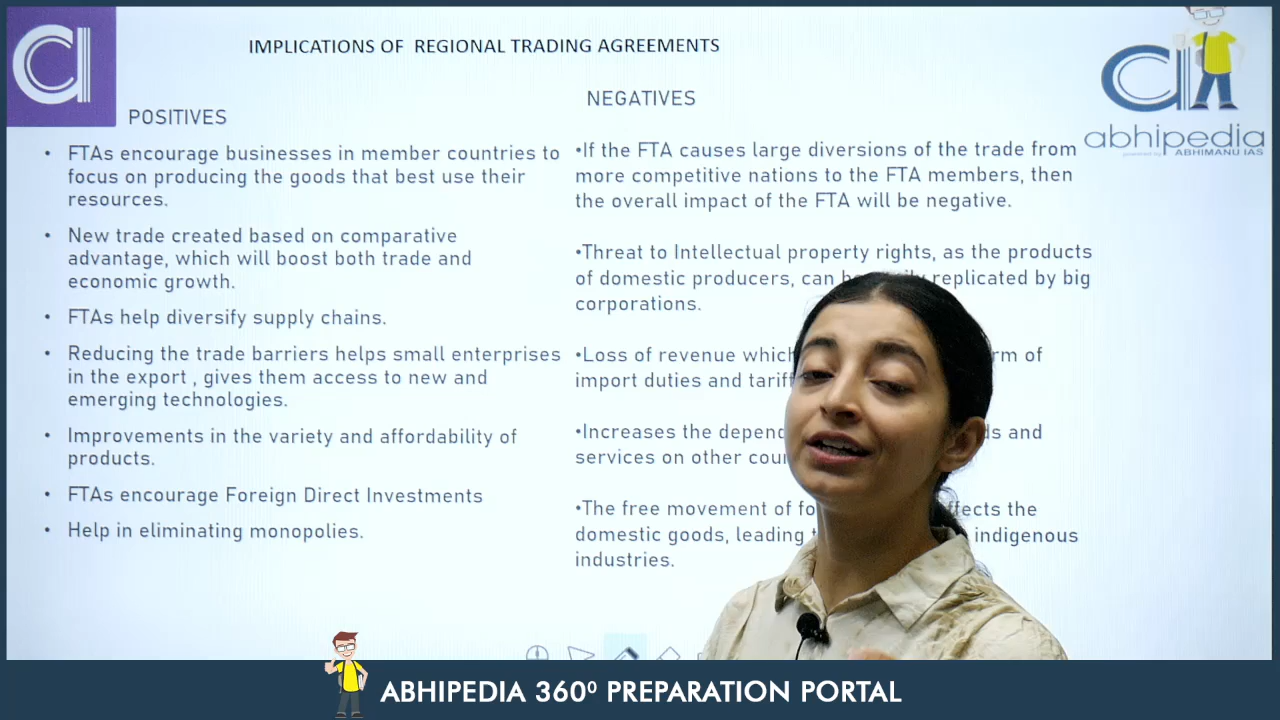 IMPLICATIONS OF REGIONAL TRADING AGREEMENTS
POSITIVES
• FTAs encourage businesses in member countries to
focus on producing the goods that best use their
resources.
• New trade created based on comparative
advantage, which will boost both trade and
economic growth.
• FTAs help diversify supply chains.
• Reducing the trade barriers helps small enterprises
in the export , gives them access to new and
emerging technologies.
• Improvements in the variety and affordability of
products.
• FTAs encourage Foreign Direct Investments
• Help in eliminating monopolies.
NEGATIVES
•If the FTA causes large diversions of the trade from
more competitive nations to the FTA members, then
the overall impact of the FTA will be negative.
•Threat to Intellectual property rights, as the products
of domestic producers, can replicated by big
corporations.
•Loss of revenue which of
import duties and
•Increases the and
services on other
•The free movement of the
domestic goods, leading indigenous
industries.
abhipedia
powered by ABHIMANU IAS
ABHIPEDIA 360⁰ PREPARATION PORTAL